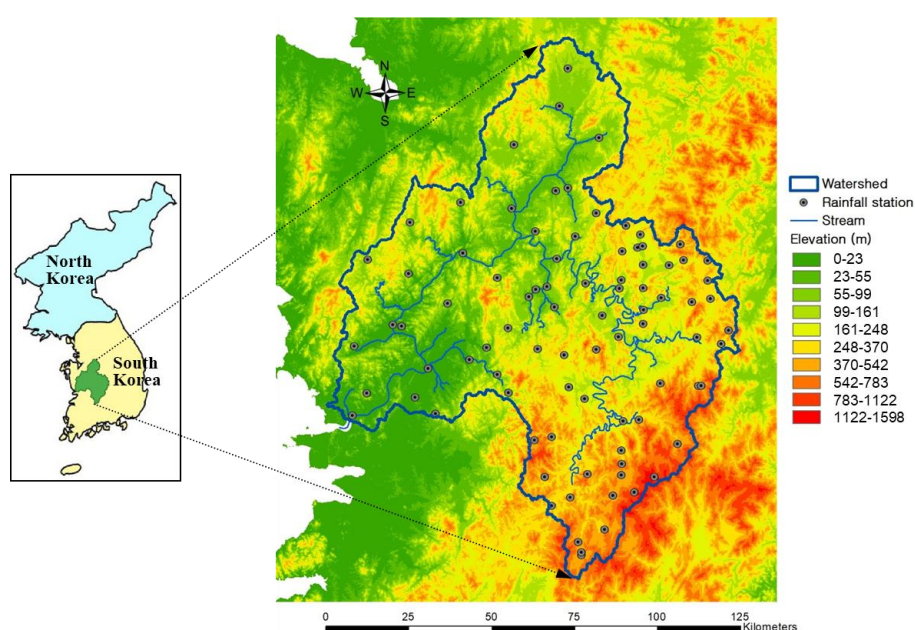 N
W E
S
North
Korea
South
Korea
Watershed
Rainfall station
Stream
Elevation (m)
0-23
23-55
55-99
99-161
161-248
248-370
370-542
542-783
783-1122
1122-1598
0 25 50 75 100 125
Kilometers